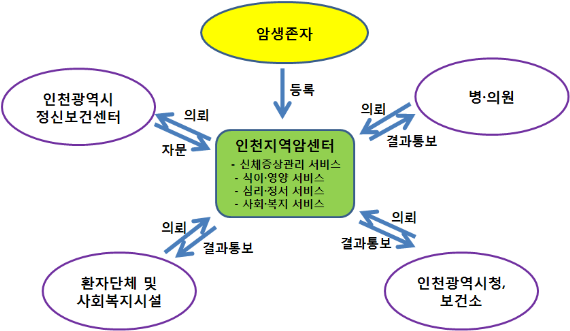 암생존자
등록
인천광역시
정신보건센터
의뢰
자문
의뢰
결과통보
병·의원
인천지역암센터
- 신체증상관리 서비스
- 식이·영양 서비스
- 심리·정서 서비스
- 사회·복지 서비스
의뢰
결과통보
의뢰
결과통보
환자단체 및
사회복지시설
인천광역시청,
보건소